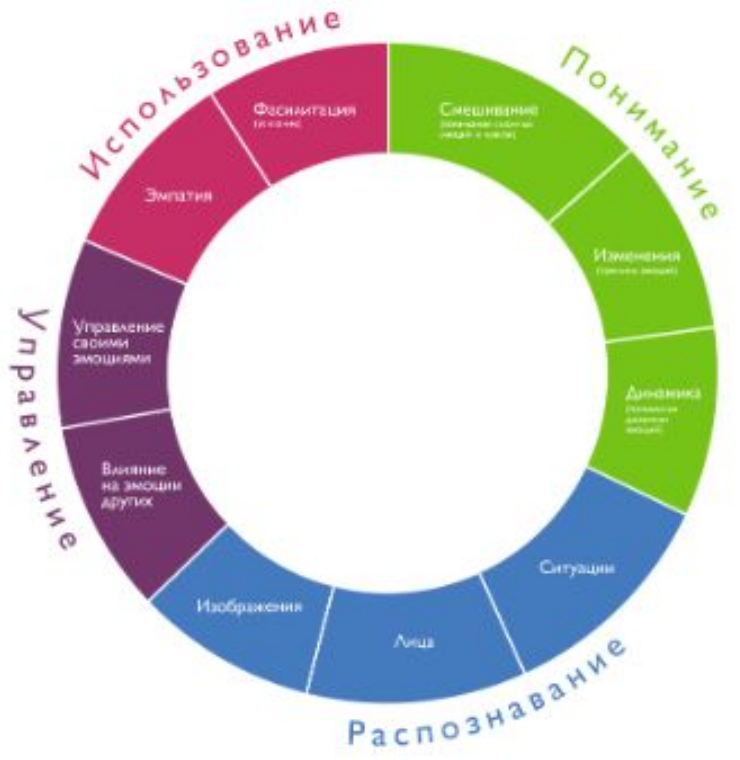 Использование
Понимание
Фасилитация
Эмпатия
Смешивание
Изменения
Динамика
Управление
Управление
своими
эмоциями
Влияние
на эмоции
других
Распознавание
Ситуации
Лица
Изображения